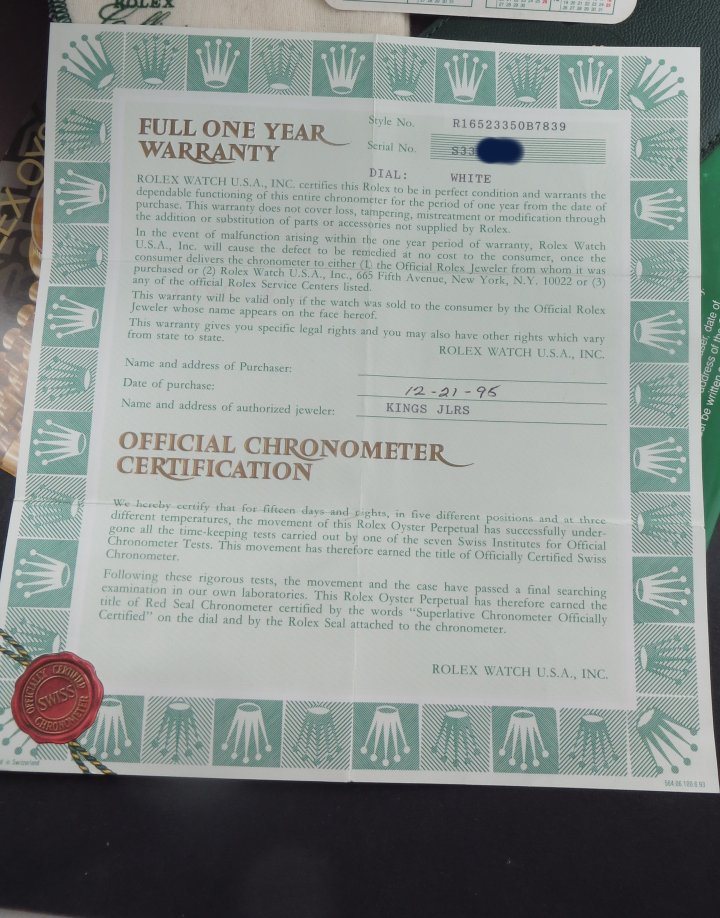 ROLEX
FULL ONE YEAR
WARRANTY
Style No. R16523350B7839
Serial No. S33
DIAL: WHITE
ROLEX WATCH U.S.A., INC. certifies this Rolex to be in perfect condition and warrants the
dependable functioning of this entire chronometer for the period of one year from the date of
purchase. This warranty does not cover loss, tampering, mistreatment or modification through
the addition or substitution of parts or accessories not supplied by Rolex.
In the event of malfunction arising within the one year period of warranty, Rolex Watch
U.S.A., Inc. will cause the defect to be remedied at no cost to the consumer, once the
consumer delivers the chronometer to either (1) the Official Rolex Jeweler from whom it was
purchased or (2) Rolex Watch U.S.A., Inc., 665 Fifth Avenue, New York, N.Y. 10022 or (3)
any of the official Rolex Service Centers listed.
This warranty will be valid only if the watch was sold to the consumer by the Official Rolex
Jeweler whose name appears on the face hereof.
This warranty gives you specific legal rights and you may also have other rights which vary
from state to state.
ROLEX WATCH U.S.A., INC.
Name and address of Purchaser:
Date of purchase: 12-21-95
Name and address of authorized jeweler: KINGS JLRS
OFFICIAL CHRONOMETER
CERTIFICATION
We hereby certify that for fifteen days and nights, in five different positions and at three
different temperatures, the movement of this Rolex Oyster Perpetual has successfully under-
gone all the time-keeping tests carried out by one of the seven Swiss Institutes for Official
Chronometer Tests. This movement has therefore earned the title of Officially Certified Swiss
Chronometer.
Following these rigorous tests, the movement and the case have passed a final searching
examination in our own laboratories. This Rolex Oyster Perpetual has therefore earned the
title of Red Seal Chronometer certified by the words “Superlative Chronometer Officially
Certified” on the dial and by the Rolex Seal attached to the chronometer.
ROLEX WATCH U.S.A., INC.
OFFICIALLY CERTIFIED
SWISS
CHRONOMETER
in Switzerland